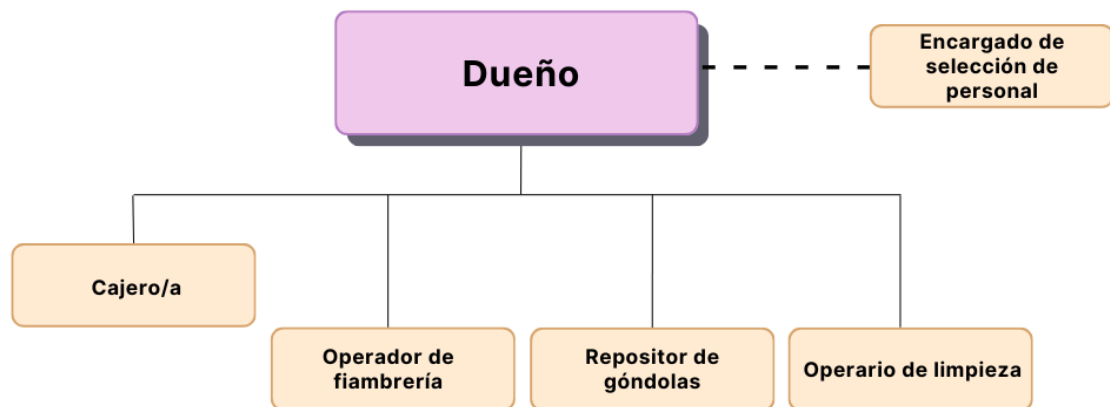 Dueño
Encargado de
selección de
personal
Cajero/a
Operador de
fiambrería
Repositor de
góndolas
Operario de limpieza